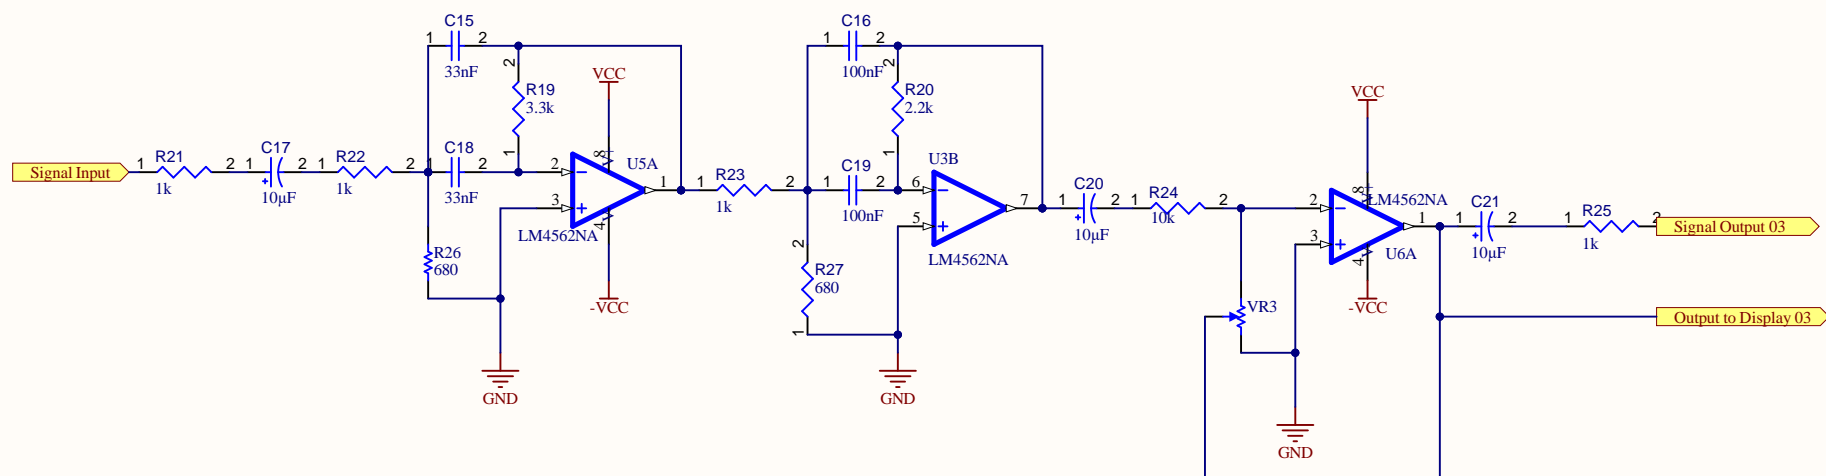 Signal Input
1
R21
2
1k
C17
1
2
+
10µF
1
R22
2
1k
C15
1
2
33nF
1
C18
2
33nF
2
R19
3.3k
1
R26
680
VCC
8
V+
2
3
−
+
1
4
V-
U5A
LM4562NA
-VCC
GND
1
R23
2
1k
C16
1
2
100nF
1
C19
2
100nF
2
R20
2.2k
1
2
R27
680
1
U3B
6
5
−
+
7
LM4562NA
GND
C20
1
2
+
10µF
1
R24
2
10k
VR3
VCC
8
2
3
−
+
1
4
LM4562NA
U6A
-VCC
GND
C21
1
2
+
10µF
1
R25
2
1k
Signal Output 03
Output to Display 03